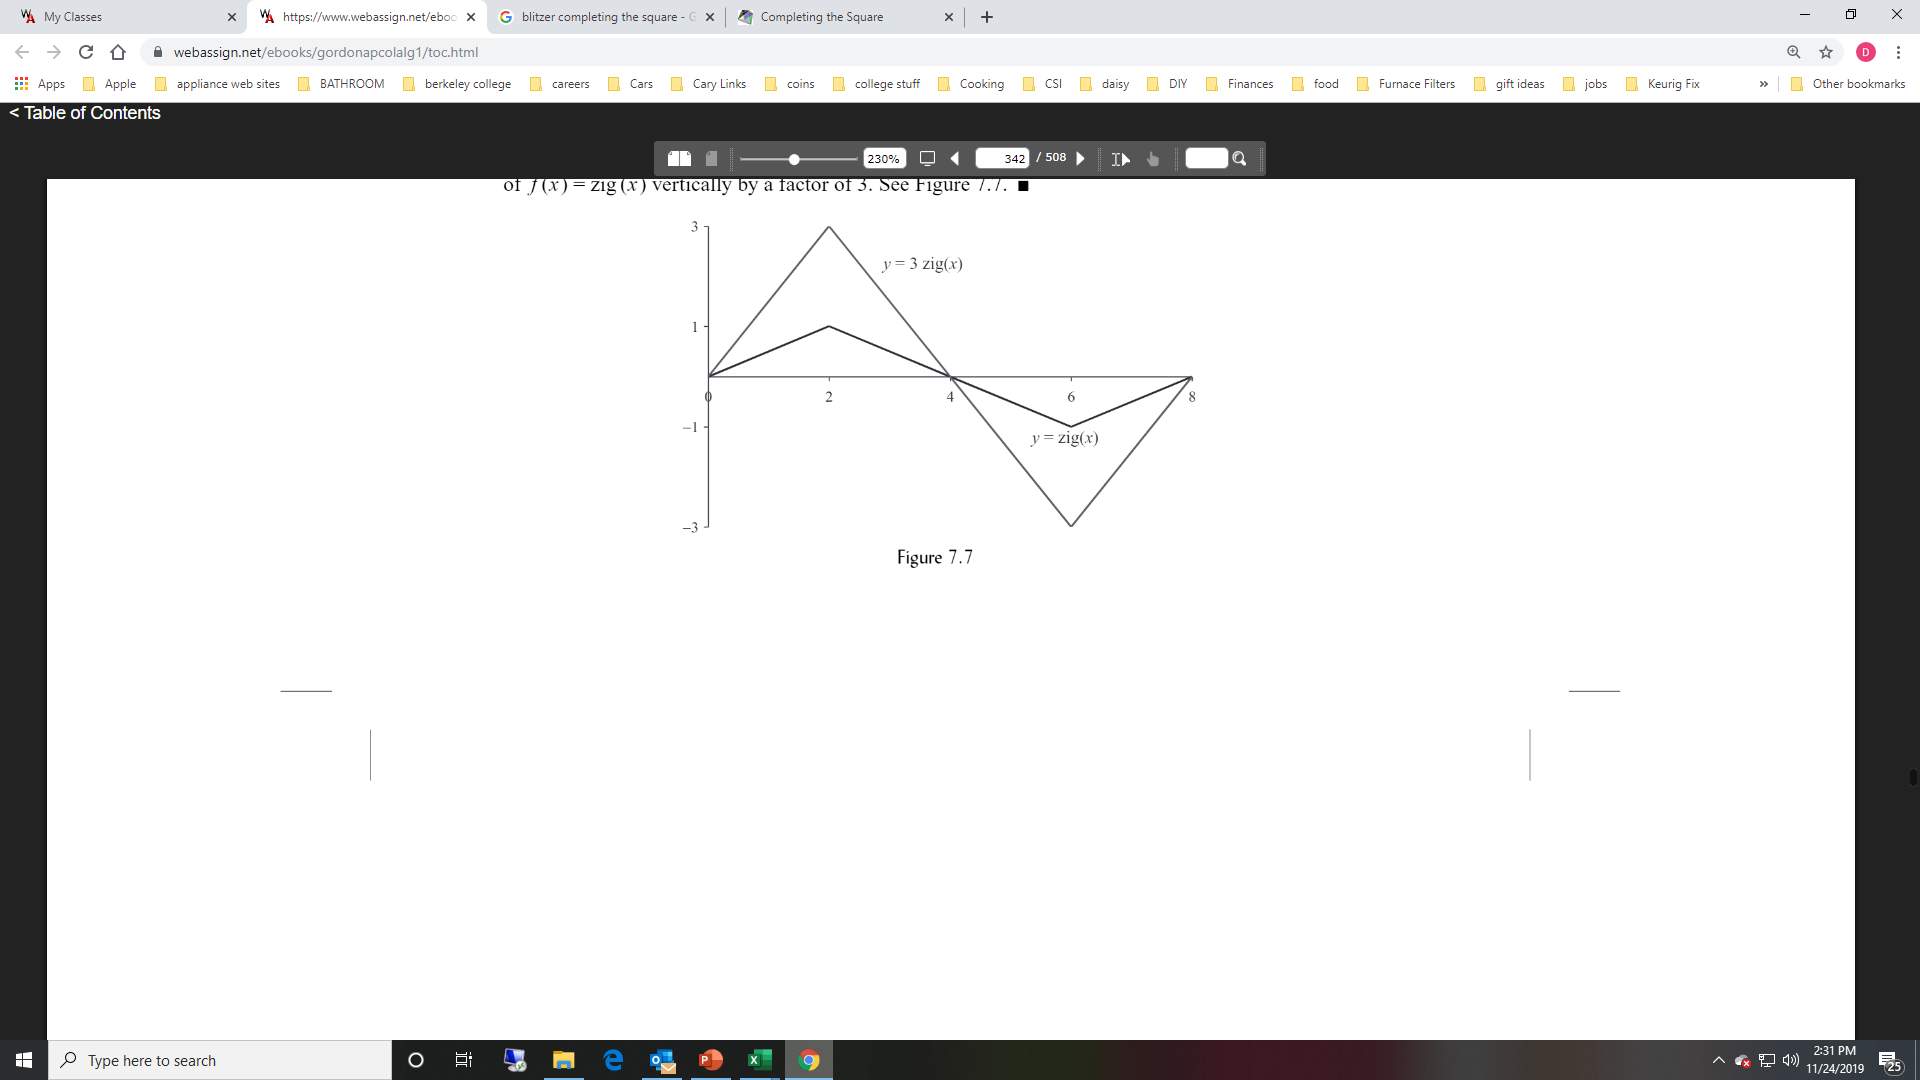 My Classes
https://www.webassign.net/eboo
blitzer completing the square - G
Completing the Square
webassign.net/ebooks/gordonapcolalg1/toc.html
D
Apps Apple appliance web sites BATHROOM berkeley college careers Cars Cary Links coins college stuff Cooking CSI daisy DIY Finances food Furnace Filters gift ideas jobs Keurig Fix » Other bookmarks
< Table of Contents
230% 342 / 508
of f(x) = zig(x) vertically by a factor of 3. See Figure 7.7. ■
3
y = 3 zig(x)
1
0 2 4 6 8
−1
y = zig(x)
−3
Figure 7.7
Type here to search
2:31 PM
11/24/2019
25